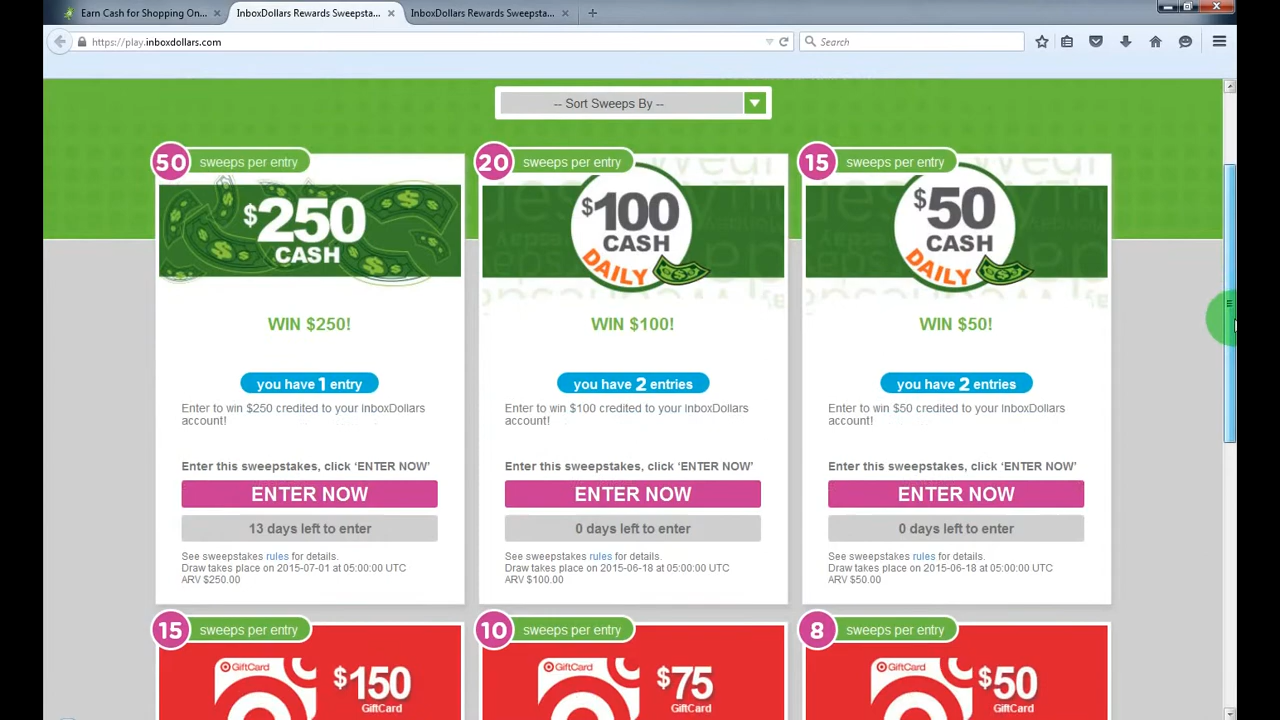 Earn Cash for Shopping On...
InboxDollars Rewards Sweepsta...
InboxDollars Rewards Sweepsta...
https://play.inboxdollars.com
Search
-- Sort Sweeps By --
50 sweeps per entry
$250
CASH
WIN $250!
you have 1 entry
Enter to win $250 credited to your InboxDollars
account!
Enter this sweepstakes, click ‘ENTER NOW’
ENTER NOW
13 days left to enter
See sweepstakes rules for details.
Draw takes place on 2015-07-01 at 05:00:00 UTC
ARV $250.00
20 sweeps per entry
$100
CASH
DAILY
WIN $100!
you have 2 entries
Enter to win $100 credited to your InboxDollars
account!
Enter this sweepstakes, click ‘ENTER NOW’
ENTER NOW
0 days left to enter
See sweepstakes rules for details.
Draw takes place on 2015-06-18 at 05:00:00 UTC
ARV $100.00
15 sweeps per entry
$50
CASH
DAILY
WIN $50!
you have 2 entries
Enter to win $50 credited to your InboxDollars
account!
Enter this sweepstakes, click ‘ENTER NOW’
ENTER NOW
0 days left to enter
See sweepstakes rules for details.
Draw takes place on 2015-06-18 at 05:00:00 UTC
ARV $50.00
15 sweeps per entry
GiftCard
$150
GiftCard
10 sweeps per entry
GiftCard
$75
GiftCard
8 sweeps per entry
GiftCard
$50
GiftCard